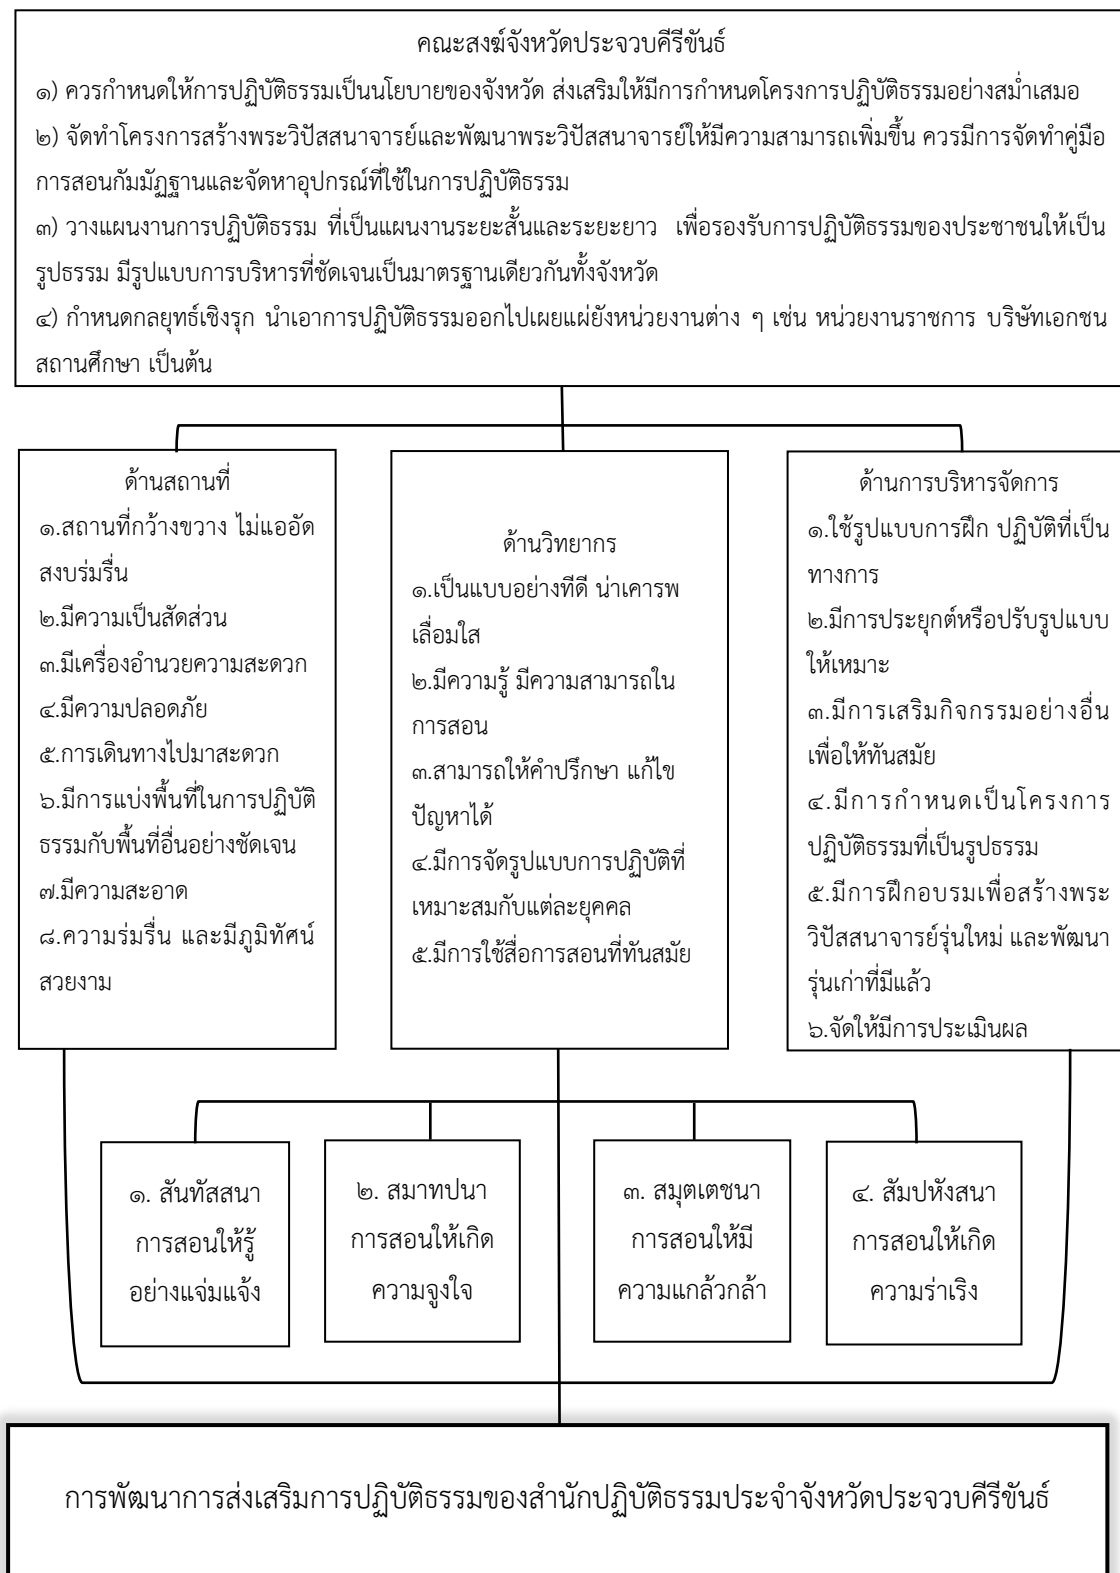 คณะสงฆ์จังหวัดประจวบคีรีขันธ์
๑) ควรกำหนดให้การปฏิบัติธรรมเป็นนโยบายของจังหวัด ส่งเสริมให้มีการกำหนดโครงการปฏิบัติธรรมอย่างสม่ำเสมอ
๒) จัดทำโครงการสร้างพระวิปัสสนาจารย์และพัฒนาพระวิปัสสนาจารย์ให้มีความสามารถเพิ่มขึ้น ควรมีการจัดทำคู่มือ
การสอนกัมมัฏฐานและจัดหาอุปกรณ์ที่ใช้ในการปฏิบัติธรรม
๓) วางแผนงานการปฏิบัติธรรม ที่เป็นแผนงานระยะสั้นและระยะยาว เพื่อรองรับการปฏิบัติธรรมของประชาชนให้เป็น
รูปธรรม มีรูปแบบการบริหารที่ชัดเจนเป็นมาตรฐานเดียวกันทั้งจังหวัด
๔) กำหนดกลยุทธ์เชิงรุก นำเอาการปฏิบัติธรรมออกไปเผยแผ่ยังหน่วยงานต่าง ๆ เช่น หน่วยงานราชการ บริษัทเอกชน
สถานศึกษา เป็นต้น
ด้านสถานที่
๑.สถานที่กว้างขวาง ไม่แออัด
สงบร่มรื่น
๒.มีความเป็นสัดส่วน
๓.มีเครื่องอำนวยความสะดวก
๔.มีความปลอดภัย
๕.การเดินทางไปมาสะดวก
๖.มีการแบ่งพื้นที่ในการปฏิบัติ
ธรรมกับพื้นที่อื่นอย่างชัดเจน
๗.มีความสะอาด
๘.ความร่มรื่น และมีภูมิทัศน์
สวยงาม
ด้านวิทยากร
๑.เป็นแบบอย่างทีดี น่าเคารพ
เลื่อมใส
๒.มีความรู้ มีความสามารถใน
การสอน
๓.สามารถให้คำปรึกษา แก้ไข
ปัญหาได้
๔.มีการจัดรูปแบบการปฏิบัติที่
เหมาะสมกับแต่ละยุคคล
๕.มีการใช้สื่อการสอนที่ทันสมัย
ด้านการบริหารจัดการ
๑.ใช้รูปแบบการฝึก ปฏิบัติที่เป็น
ทางการ
๒.มีการประยุกต์หรือปรับรูปแบบ
ให้เหมาะ
๓.มีการเสริมกิจกรรมอย่างอื่น
เพื่อให้ทันสมัย
๔.มีการกำหนดเป็นโครงการ
ปฏิบัติธรรมที่เป็นรูปธรรม
๕.มีการฝึกอบรมเพื่อสร้างพระ
วิปัสสนาจารย์รุ่นใหม่ และพัฒนา
รุ่นเก่าที่มีแล้ว
๖.จัดให้มีการประเมินผล
๑. สันทัสสนา
การสอนให้รู้
อย่างแจ่มแจ้ง
๒. สมาทปนา
การสอนให้เกิด
ความจูงใจ
๓. สมุตเตชนา
การสอนให้มี
ความแกล้วกล้า
๔. สัมปหังสนา
การสอนให้เกิด
ความร่าเริง
การพัฒนาการส่งเสริมการปฏิบัติธรรมของสำนักปฏิบัติธรรมประจำจังหวัดประจวบคีรีขันธ์